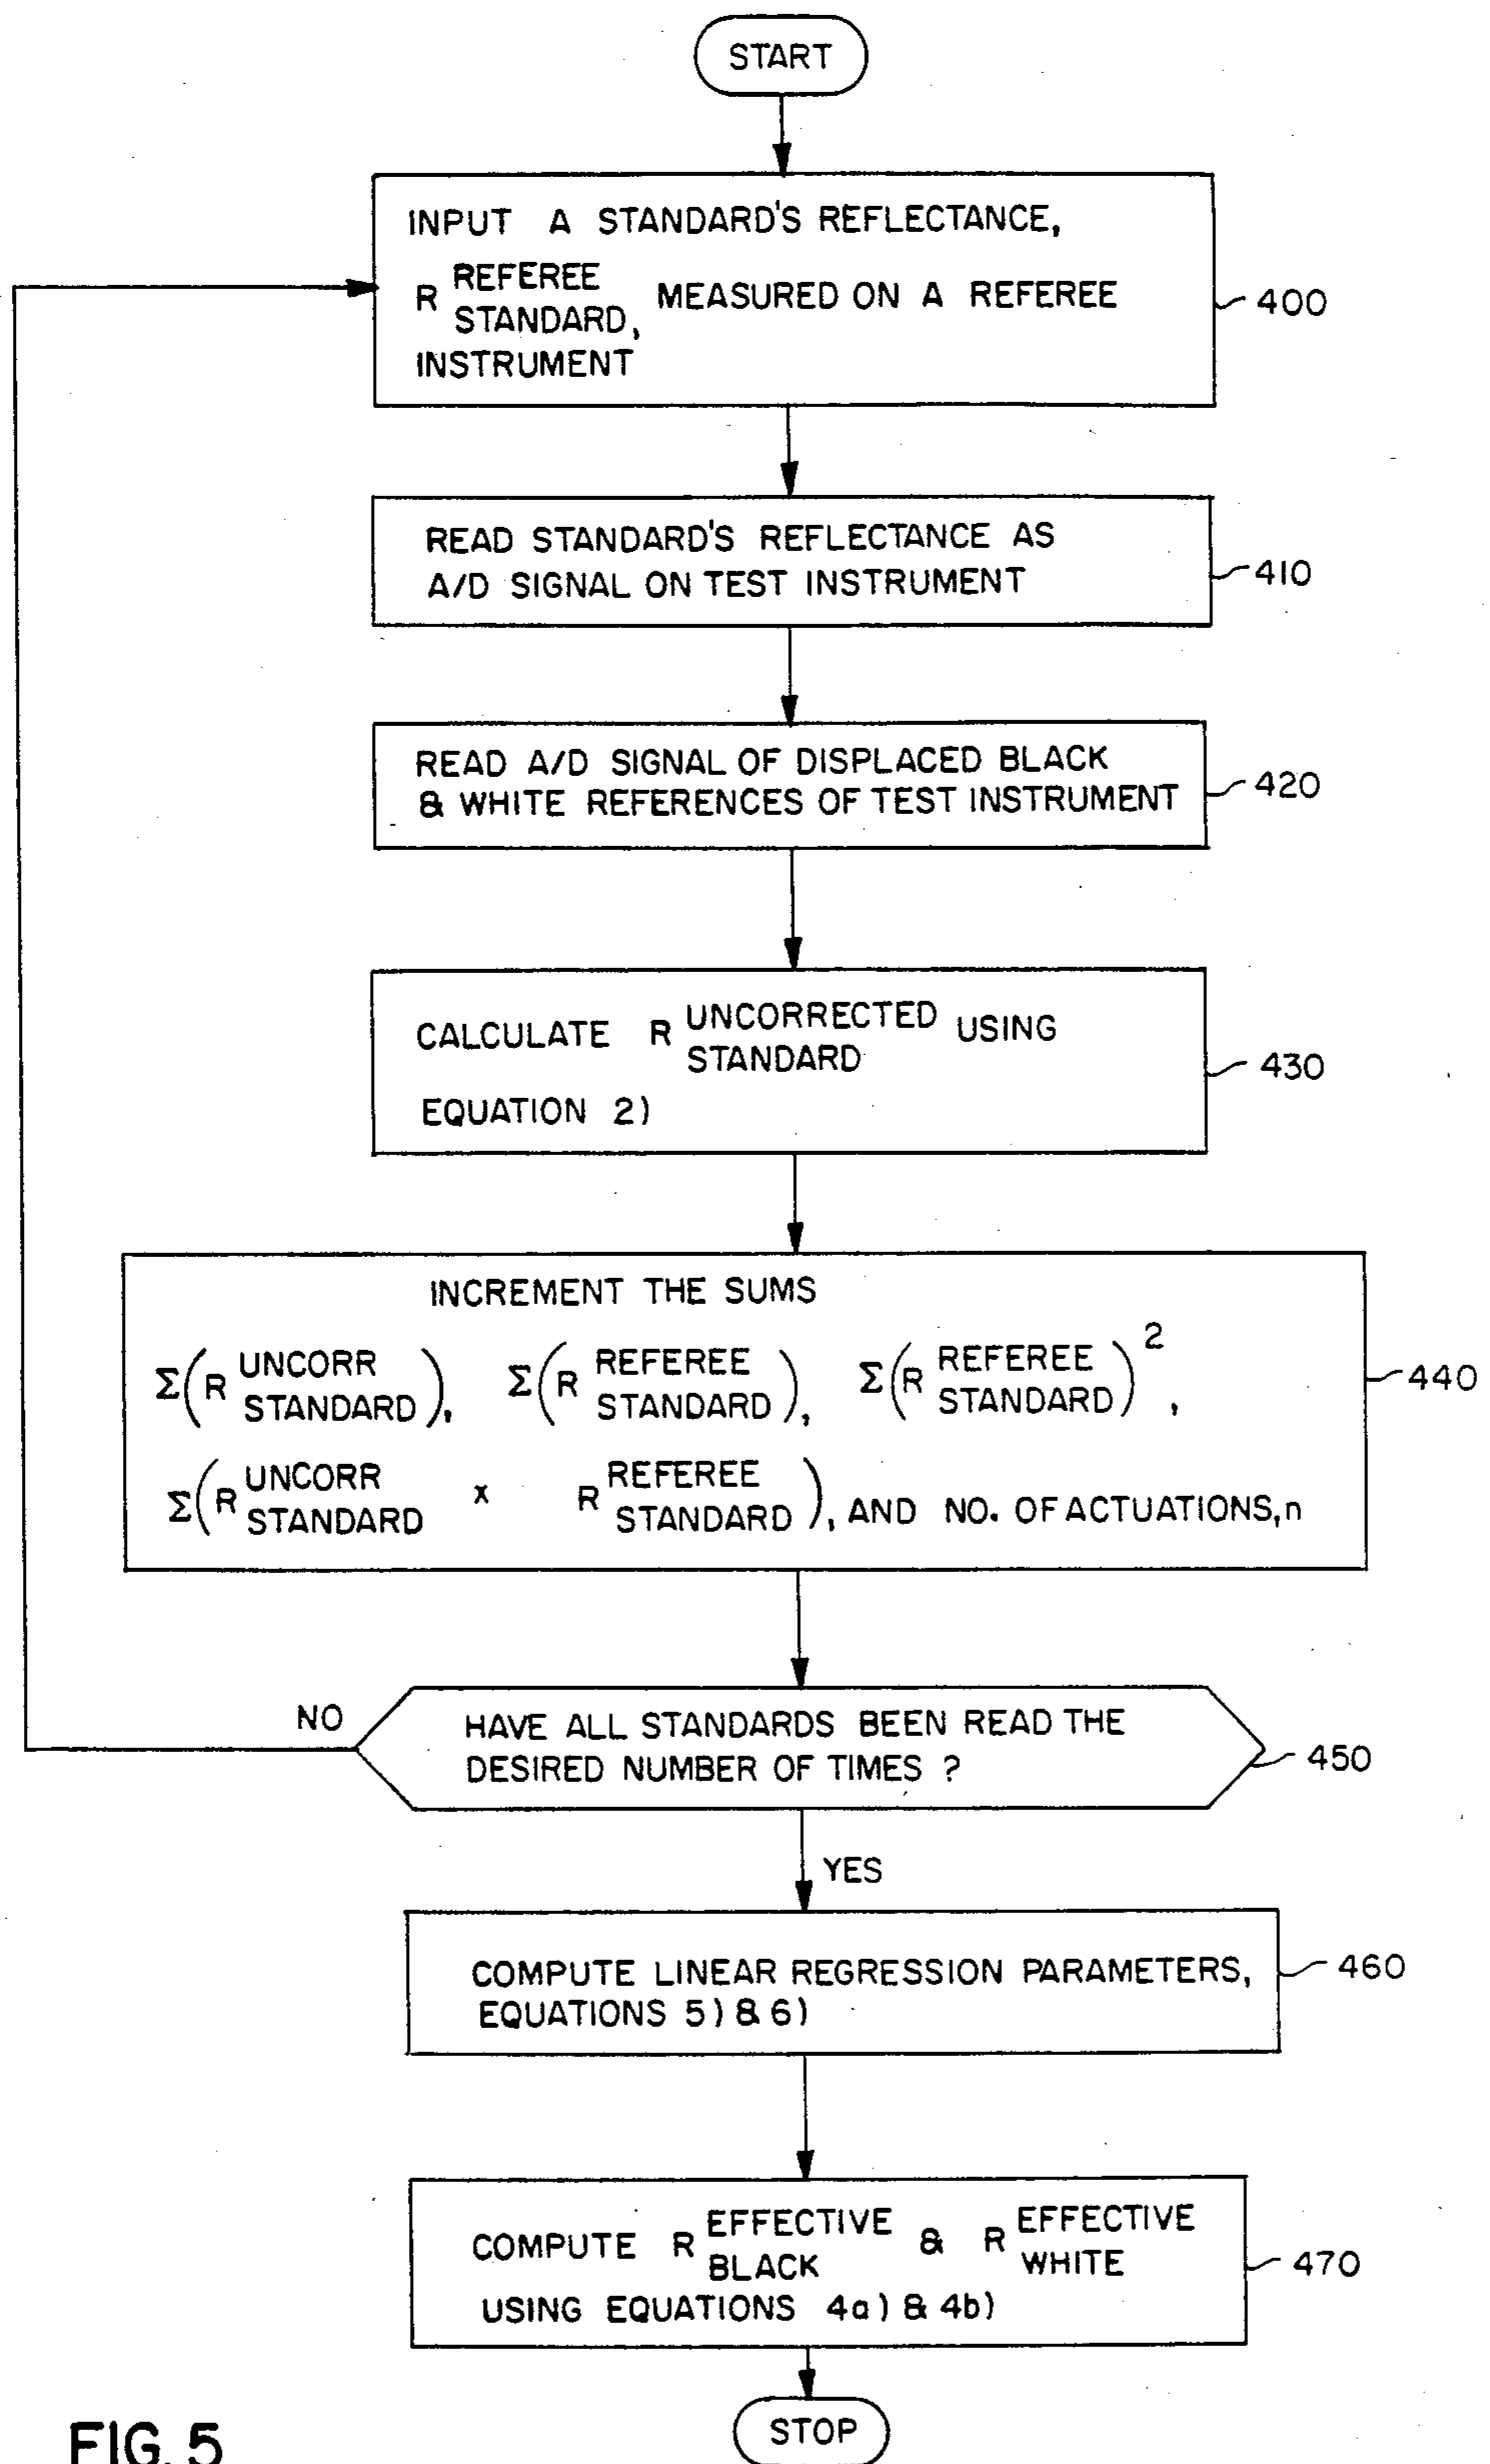 START
INPUT A STANDARD'S REFLECTANCE,
R REFEREE STANDARD, MEASURED ON A REFEREE
INSTRUMENT
400
READ STANDARD'S REFLECTANCE AS
A/D SIGNAL ON TEST INSTRUMENT
410
READ A/D SIGNAL OF DISPLACED BLACK
& WHITE REFERENCES OF TEST INSTRUMENT
420
CALCULATE R UNCORRECTED STANDARD USING
EQUATION 2)
430
INCREMENT THE SUMS
Σ(R UNCORR STANDARD), Σ(R REFEREE STANDARD), Σ(R REFEREE STANDARD)2,
Σ(R UNCORR STANDARD x R REFEREE STANDARD), AND NO. OF ACTUATIONS,n
440
NO
HAVE ALL STANDARDS BEEN READ THE
DESIRED NUMBER OF TIMES ?
450
YES
COMPUTE LINEAR REGRESSION PARAMETERS,
EQUATIONS 5) & 6)
460
COMPUTE R EFFECTIVE BLACK & R EFFECTIVE WHITE
USING EQUATIONS 4a) & 4b)
470
STOP
FIG. 5